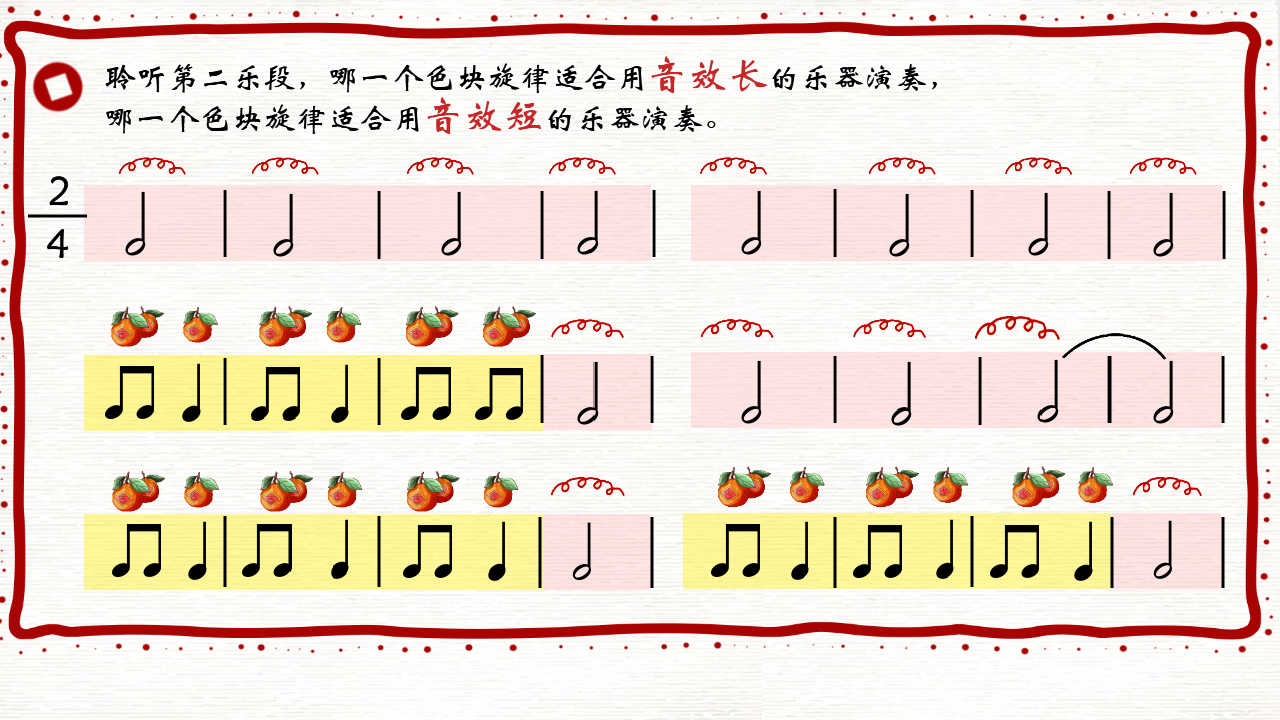 聆听第二乐段，哪一个色块旋律适合用音效长的乐器演奏，
哪一个色块旋律适合用音效短的乐器演奏。
2
4